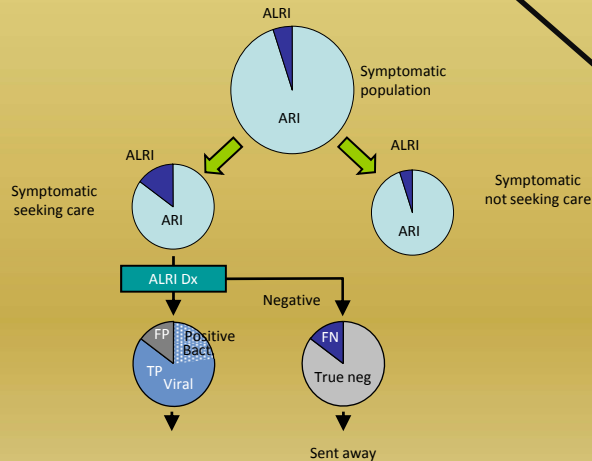 ALRI
Symptomatic
population
ARI
ALRI
ALRI
Symptomatic
seeking care
Symptomatic
not seeking care
ARI
ARI
ALRI Dx
Negative
FP
Positive
Bact.
TP
Viral
FN
True neg
Sent away